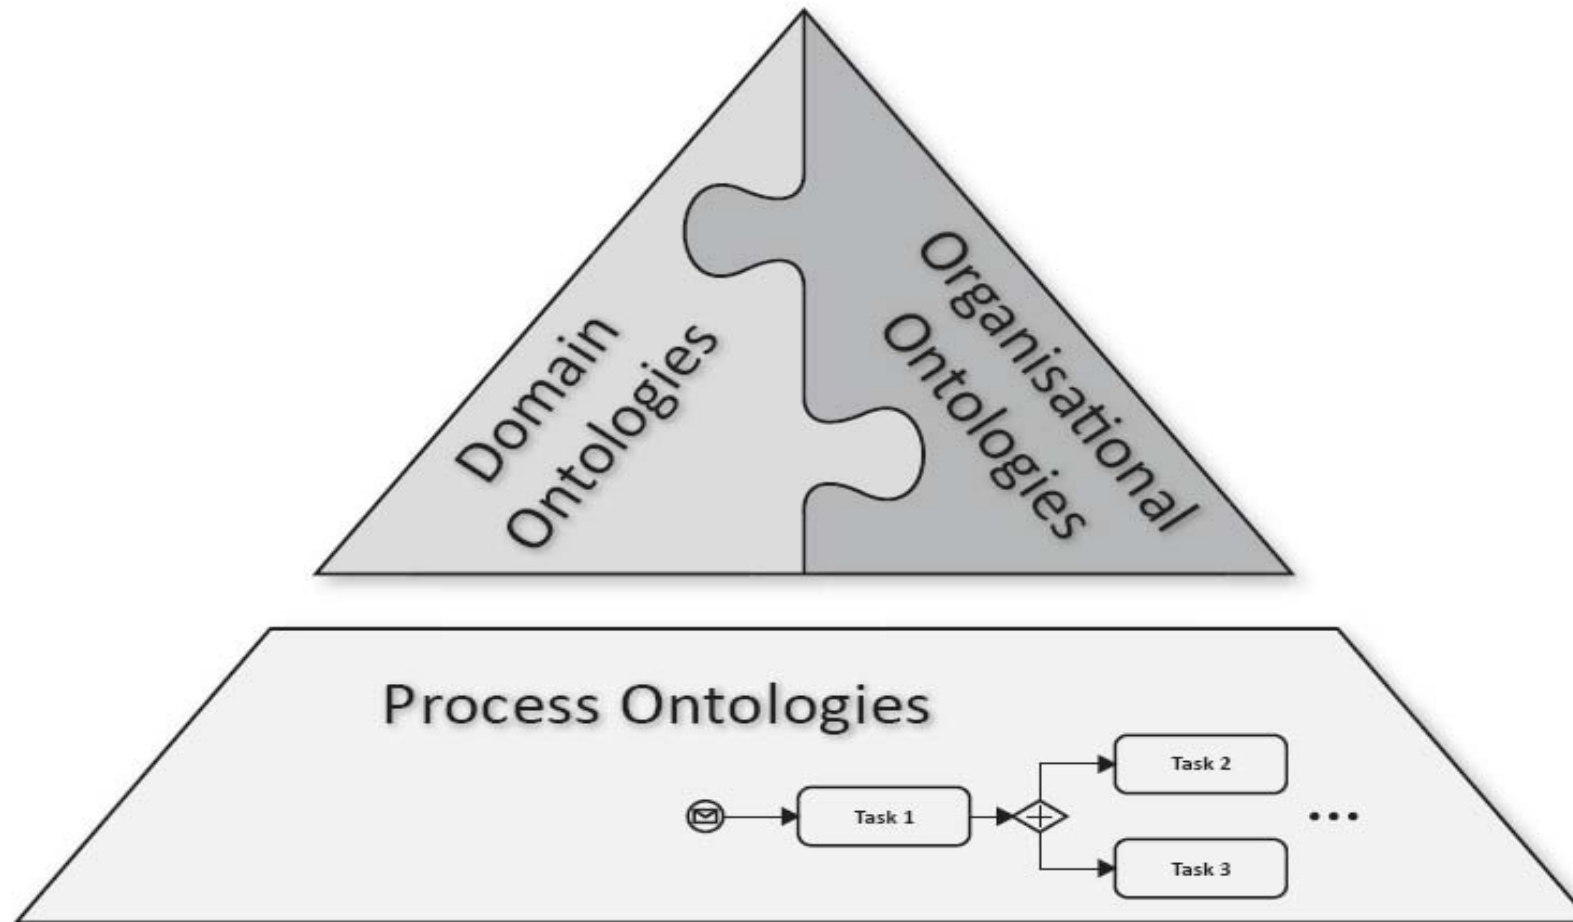 Domain
Ontologies
Organisational
Ontologies
Process Ontologies
Task 1
Task 2
Task 3
...